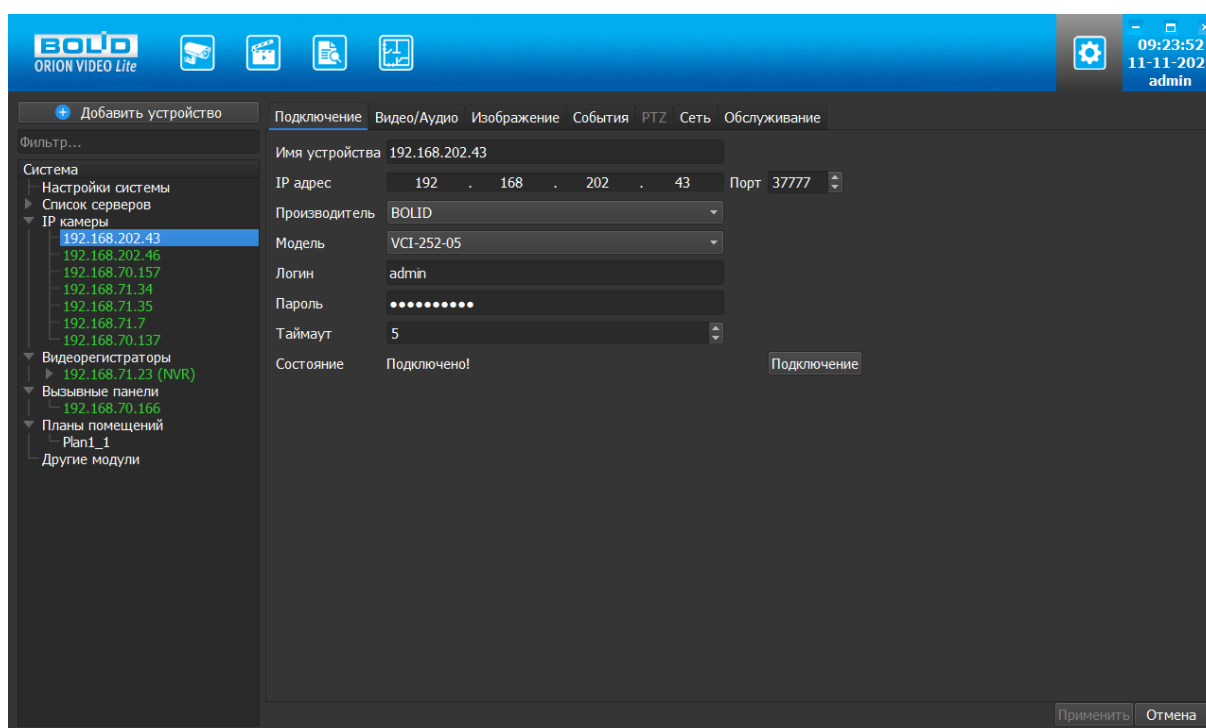 BOLID
ORION VIDEO Lite
09:23:52
11-11-202
admin
Добавить устройство
Фильтр...
Система
Настройки системы
Список серверов
IP камеры
192.168.202.43
192.168.202.46
192.168.70.157
192.168.71.34
192.168.71.35
192.168.71.7
192.168.70.137
Видеорегистраторы
192.168.71.23 (NVR)
Вызывные панели
192.168.70.166
Планы помещений
Plan1_1
Другие модули
Подключение Видео/Аудио Изображение События PTZ Сеть Обслуживание
Имя устройства 192.168.202.43
IP адрес 192 . 168 . 202 . 43 Порт 37777
Производитель BOLID
Модель VCI-252-05
Логин admin
Пароль ●●●●●●●●●●
Таймаут 5
Состояние Подключено! Подключение
Применить Отмена